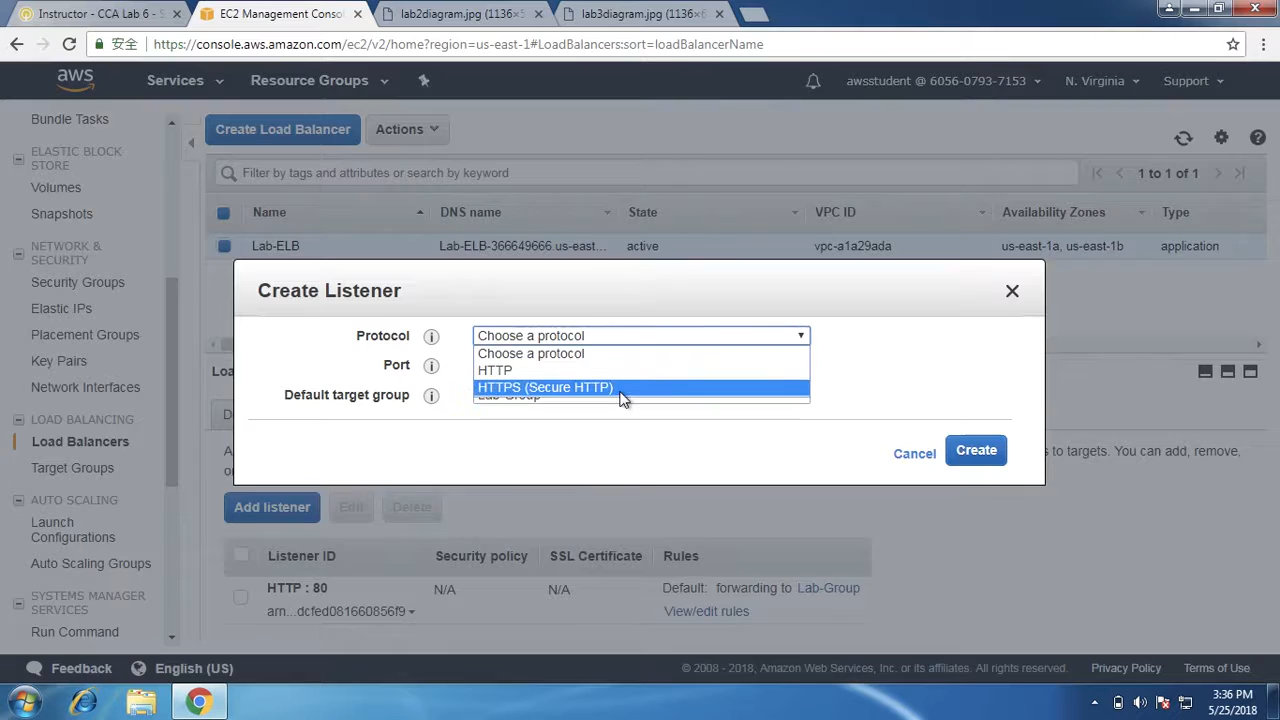 Instructor - CCA Lab 6 - S
EC2 Management Conso
lab2diagram.jpg (1136×5
lab3diagram.jpg (1136×6
安全
https://console.aws.amazon.com/ec2/v2/home?region=us-east-1#LoadBalancers:sort=loadBalancerName
aws
Services
Resource Groups
awsstudent @ 6056-0793-7153
N. Virginia
Support
Bundle Tasks
ELASTIC BLOCK
STORE
Volumes
Snapshots
NETWORK &
SECURITY
Security Groups
Elastic IPs
Placement Groups
Key Pairs
Network Interfaces
LOAD BALANCING
Load Balancers
Target Groups
AUTO SCALING
Launch
Configurations
Auto Scaling Groups
SYSTEMS MANAGER
SERVICES
Run Command
Create Load Balancer
Actions
Filter by tags and attributes or search by keyword
1 to 1 of 1
Name
DNS name
State
VPC ID
Availability Zones
Type
Lab-ELB
Lab-ELB-366649666.us-east...
active
vpc-a1a29ada
us-east-1a, us-east-1b
application
Create Listener
Protocol
Choose a protocol
Choose a protocol
HTTP
HTTPS (Secure HTTP)
Port
Default target group
Lab-Group
Cancel
Create
to targets. You can add, remove,
Add listener
Edit
Delete
Listener ID
Security policy
SSL Certificate
Rules
HTTP : 80
N/A
N/A
Default: forwarding to Lab-Group
arn...dcfed081660856f9
View/edit rules
Feedback
English (US)
© 2008 - 2018, Amazon Web Services, Inc. or its affiliates. All rights reserved.
Privacy Policy
Terms of Use
3:36 PM
5/25/2018